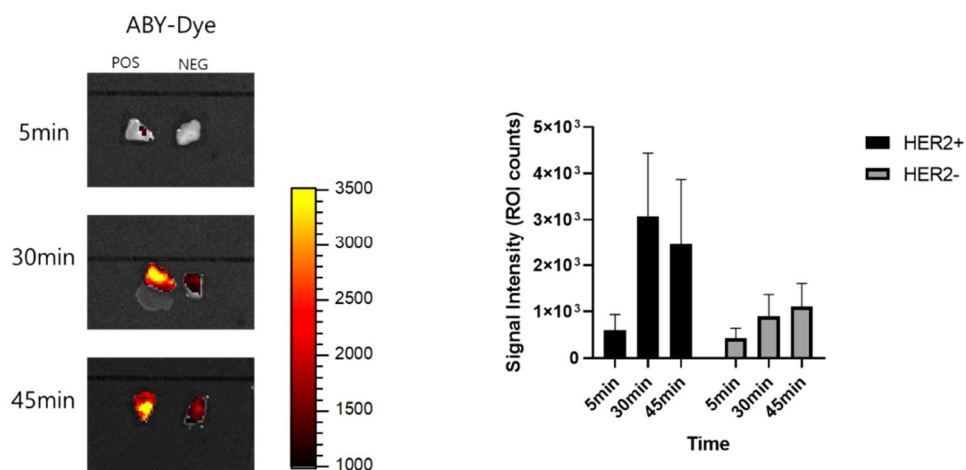 ABY-Dye
POS NEG
5min
30min
45min
3500
3000
2500
2000
1500
1000
Signal Intensity (ROI counts)
5×10³
4×10³
3×10³
2×10³
1×10³
0
5min 30min 45min 5min 30min 45min
Time
HER2+
HER2-